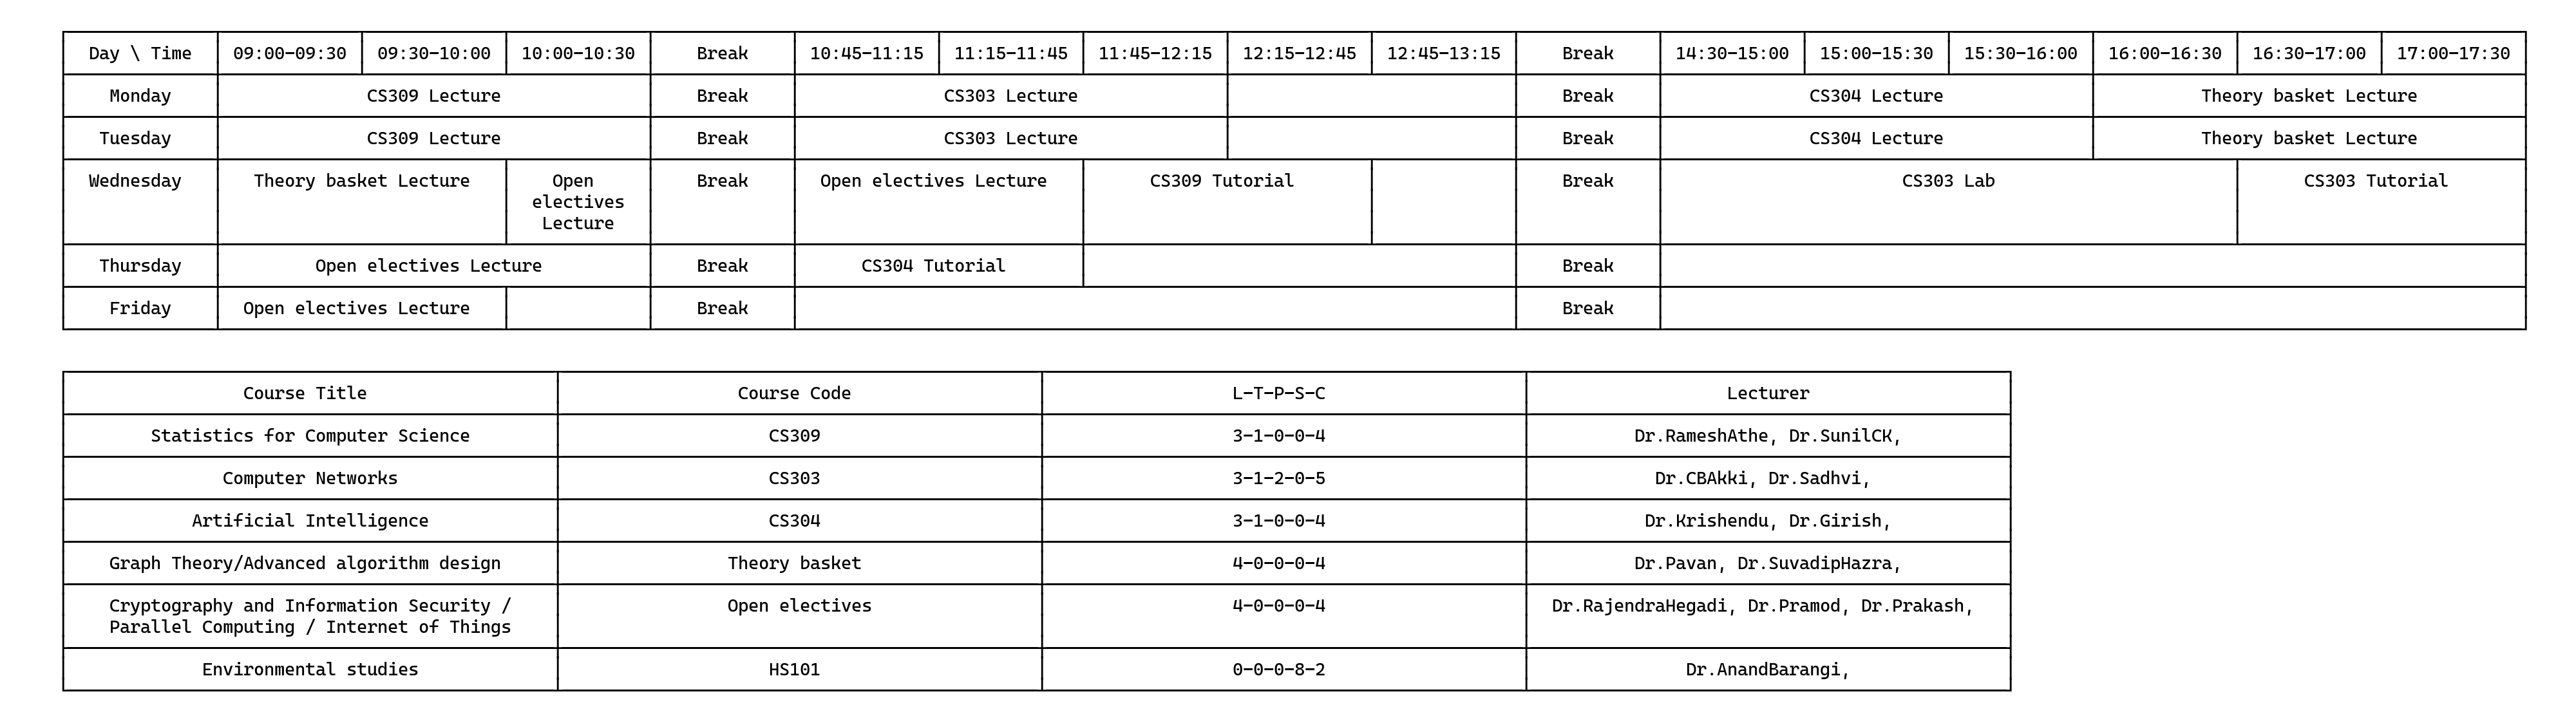 Day \ Time 09:00-09:30 09:30-10:00 10:00-10:30 Break 10:45-11:15 11:15-11:45 11:45-12:15 12:15-12:45 12:45-13:15 Break 14:30-15:00 15:00-15:30 15:30-16:00 16:00-16:30 16:30-17:00 17:00-17:30
Monday CS309 Lecture Break CS303 Lecture Break CS304 Lecture Theory basket Lecture
Tuesday CS309 Lecture Break CS303 Lecture Break CS304 Lecture Theory basket Lecture
Wednesday Theory basket Lecture Open Break Open electives Lecture CS309 Tutorial Break CS303 Lab CS303 Tutorial
electives
Lecture
Thursday Open electives Lecture Break CS304 Tutorial Break
Friday Open electives Lecture Break Break
Course Title Course Code L-T-P-S-C Lecturer
Statistics for Computer Science CS309 3-1-0-0-4 Dr.RameshAthe, Dr.SunilCK,
Computer Networks CS303 3-1-2-0-5 Dr.CBAkki, Dr.Sadhvi,
Artificial Intelligence CS304 3-1-0-0-4 Dr.Krishendu, Dr.Girish,
Graph Theory/Advanced algorithm design Theory basket 4-0-0-0-4 Dr.Pavan, Dr.SuvadipHazra,
Cryptography and Information Security / Open electives 4-0-0-0-4 Dr.RajendraHegadi, Dr.Pramod, Dr.Prakash,
Parallel Computing / Internet of Things
Environmental studies HS101 0-0-0-8-2 Dr.AnandBarangi,